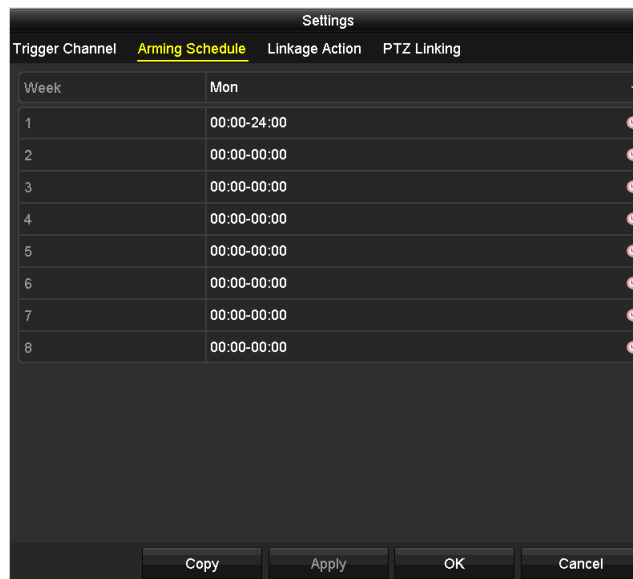 Settings
Trigger Channel Arming Schedule Linkage Action PTZ Linking
Week Mon
1 00:00-24:00
2 00:00-00:00
3 00:00-00:00
4 00:00-00:00
5 00:00-00:00
6 00:00-00:00
7 00:00-00:00
8 00:00-00:00
Copy Apply OK Cancel